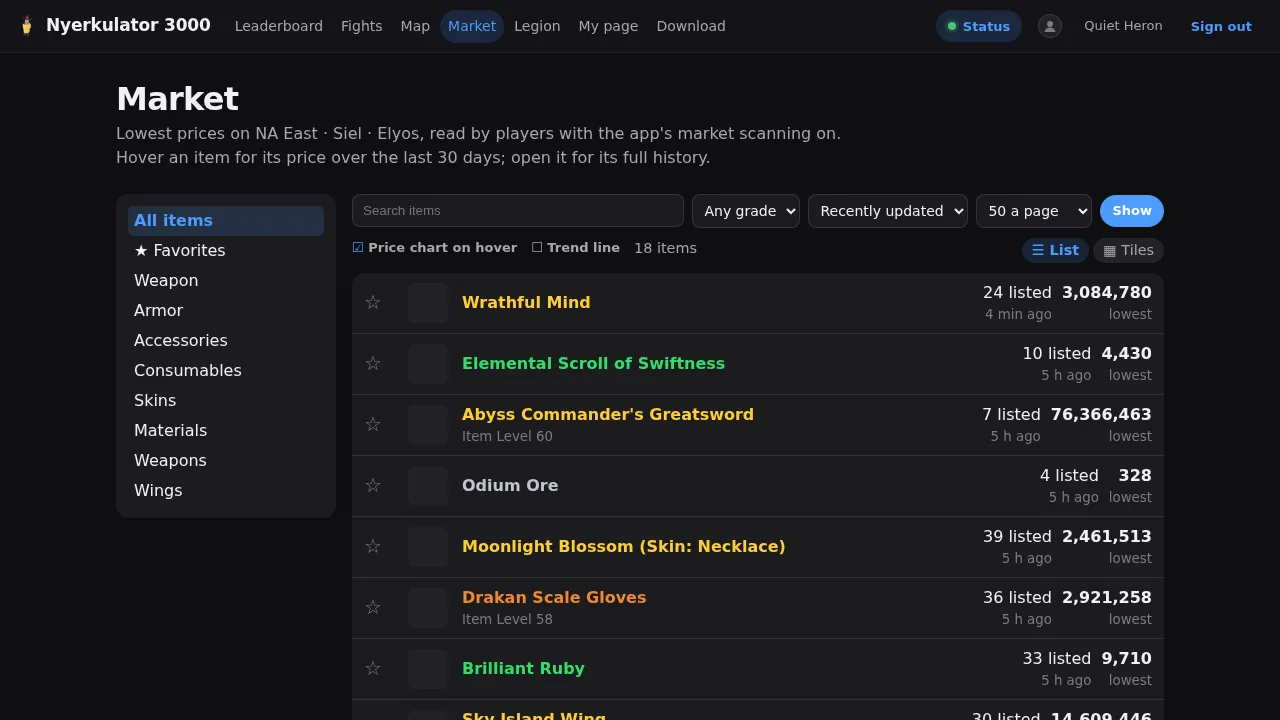 Nyerkulator 3000 Leaderboard Fights Map Market Legion My page Download Status Quiet Heron Sign out
Market
Lowest prices on NA East · Siel · Elyos, read by players with the app's market scanning on.
Hover an item for its price over the last 30 days; open it for its full history.
All items
★ Favorites
Weapon
Armor
Accessories
Consumables
Skins
Materials
Weapons
Wings
Search items Any grade Recently updated 50 a page Show
☑ Price chart on hover ☐ Trend line 18 items ☰ List ▦ Tiles
☆ Wrathful Mind 24 listed 3,084,780
4 min ago lowest
☆ Elemental Scroll of Swiftness 10 listed 4,430
5 h ago lowest
☆ Abyss Commander's Greatsword 7 listed 76,366,463
Item Level 60 5 h ago lowest
☆ Odium Ore 4 listed 328
5 h ago lowest
☆ Moonlight Blossom (Skin: Necklace) 39 listed 2,461,513
5 h ago lowest
☆ Drakan Scale Gloves 36 listed 2,921,258
Item Level 58 5 h ago lowest
☆ Brilliant Ruby 33 listed 9,710
5 h ago lowest
Sky Island Wing 30 listed 14,609,446